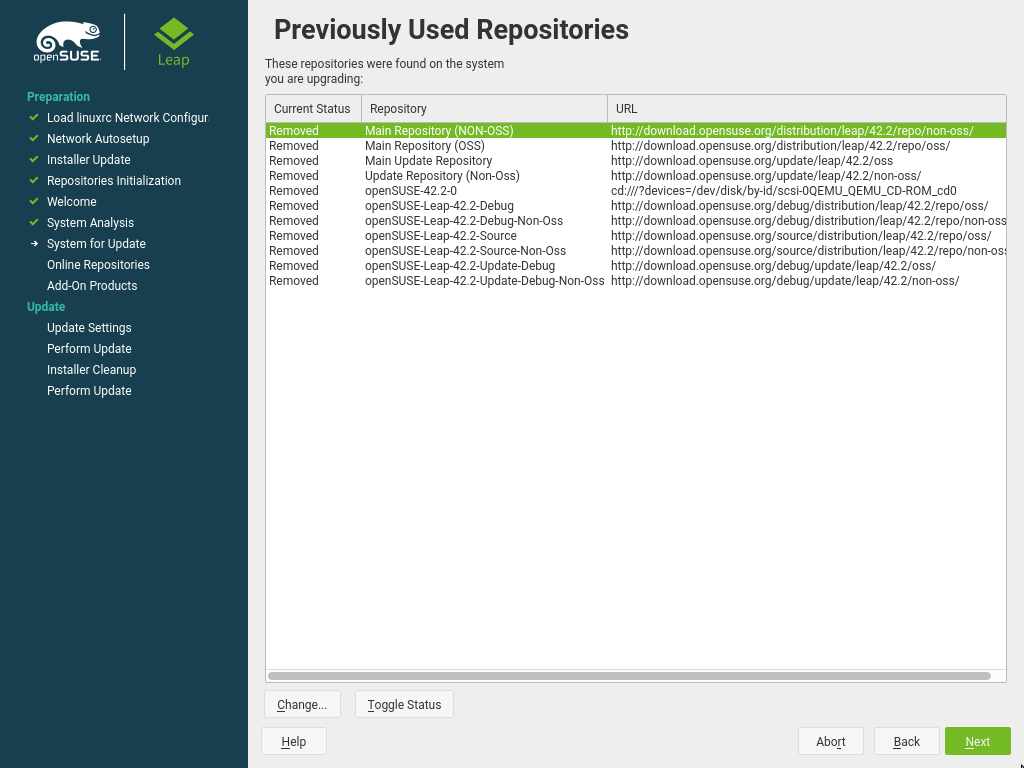 openSUSE
Leap
Preparation
Load linuxrc Network Configur
Network Autosetup
Installer Update
Repositories Initialization
Welcome
System Analysis
System for Update
Online Repositories
Add-On Products
Update
Update Settings
Perform Update
Installer Cleanup
Perform Update
Previously Used Repositories
These repositories were found on the system
you are upgrading:
Current Status Repository URL
Removed Main Repository (NON-OSS) http://download.opensuse.org/distribution/leap/42.2/repo/non-oss/
Removed Main Repository (OSS) http://download.opensuse.org/distribution/leap/42.2/repo/oss/
Removed Main Update Repository http://download.opensuse.org/update/leap/42.2/oss
Removed Update Repository (Non-Oss) http://download.opensuse.org/update/leap/42.2/non-oss/
Removed openSUSE-42.2-0 cd:///?devices=/dev/disk/by-id/scsi-0QEMU_QEMU_CD-ROM_cd0
Removed openSUSE-Leap-42.2-Debug http://download.opensuse.org/debug/distribution/leap/42.2/repo/oss/
Removed openSUSE-Leap-42.2-Debug-Non-Oss http://download.opensuse.org/debug/distribution/leap/42.2/repo/non-oss
Removed openSUSE-Leap-42.2-Source http://download.opensuse.org/source/distribution/leap/42.2/repo/oss/
Removed openSUSE-Leap-42.2-Source-Non-Oss http://download.opensuse.org/source/distribution/leap/42.2/repo/non-oss
Removed openSUSE-Leap-42.2-Update-Debug http://download.opensuse.org/debug/update/leap/42.2/oss/
Removed openSUSE-Leap-42.2-Update-Debug-Non-Oss http://download.opensuse.org/debug/update/leap/42.2/non-oss/
Change... Toggle Status
Help Abort Back Next